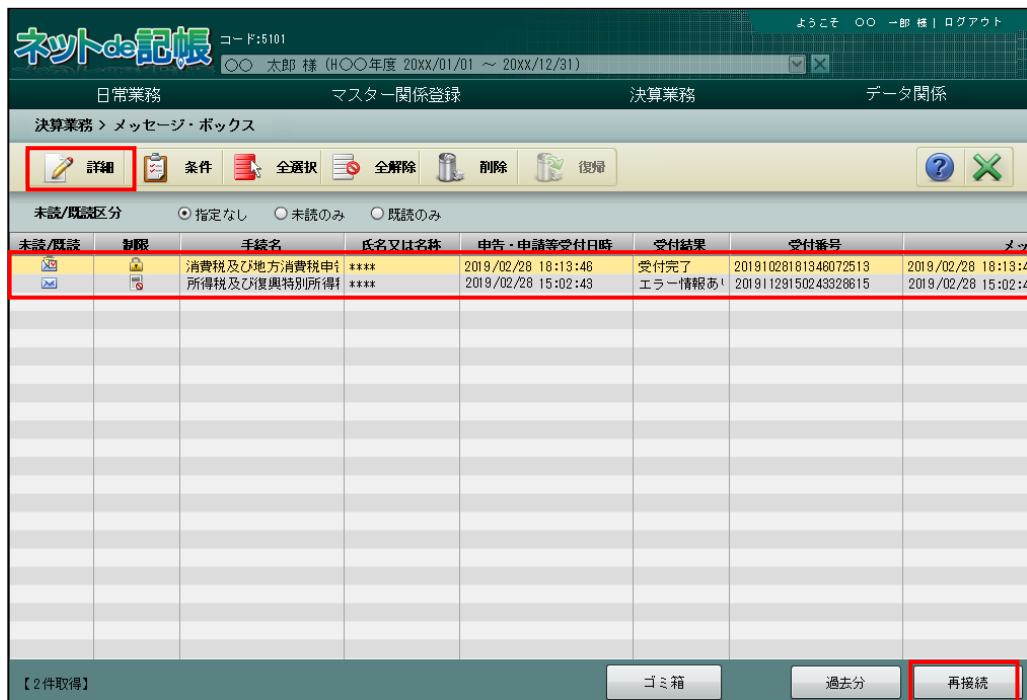 ようこそ 〇〇 一郎 様 | ログアウト
ネットde記帳 コード:5101
〇〇 太郎 様 (H〇〇年度 20XX/01/01 ～ 20XX/12/31)
日常業務 マスター関係登録 決算業務 データ関係
決算業務 > メッセージ・ボックス
詳細 条件 全選択 全解除 削除 復帰
未読/既読区分 指定なし 未読のみ 既読のみ
未読/既読 制限 手続名 氏名又は名称 申告・申請等受付日時 受付結果 受付番号 メッ
消費税及び地方消費税申告 **** 2019/02/28 18:13:46 受付完了 20191028181346072513 2019/02/28 18:13:4
所得税及び復興特別所得税 **** 2019/02/28 15:02:43 エラー情報あり 20191129150243328615 2019/02/28 15:02:4
【2件取得】 ゴミ箱 過去分 再接続